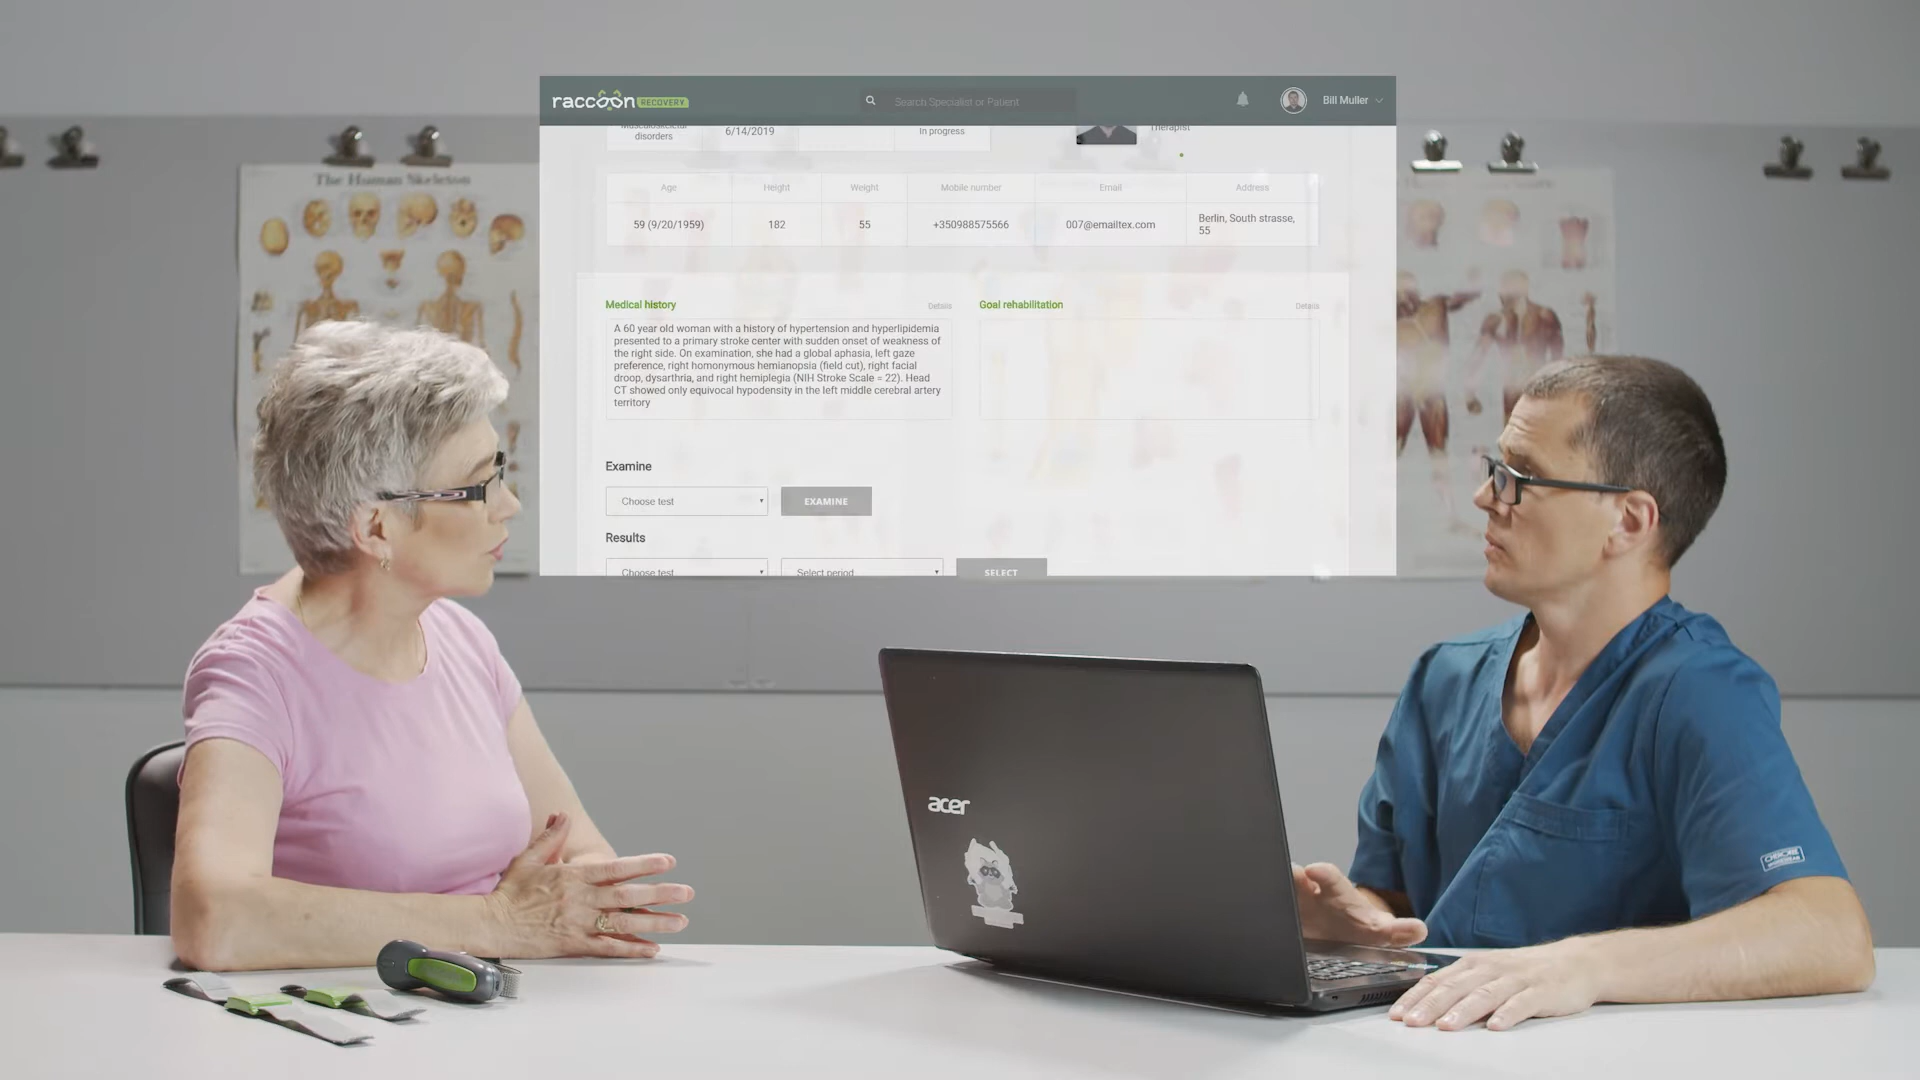 The Human Skeleton
raccoon RECOVERY
Search Specialist or Patient
Bill Muller
Musculoskeletal
disorders
6/14/2019
In progress
Therapist
Age Height Weight Mobile number Email Address
59 (9/20/1959) 182 55 +350988575566 007@emailtex.com Berlin, South strasse,
55
Medical history
Details
Goal rehabilitation
Details
A 60 year old woman with a history of hypertension and hyperlipidemia
presented to a primary stroke center with sudden onset of weakness of
the right side. On examination, she had a global aphasia, left gaze
preference, right homonymous hemianopsia (field cut), right facial
droop, dysarthria, and right hemiplegia (NIH Stroke Scale = 22). Head
CT showed only equivocal hypodensity in the left middle cerebral artery
territory
Examine
Choose test
EXAMINE
Results
Choose test
Select period
SELECT
acer